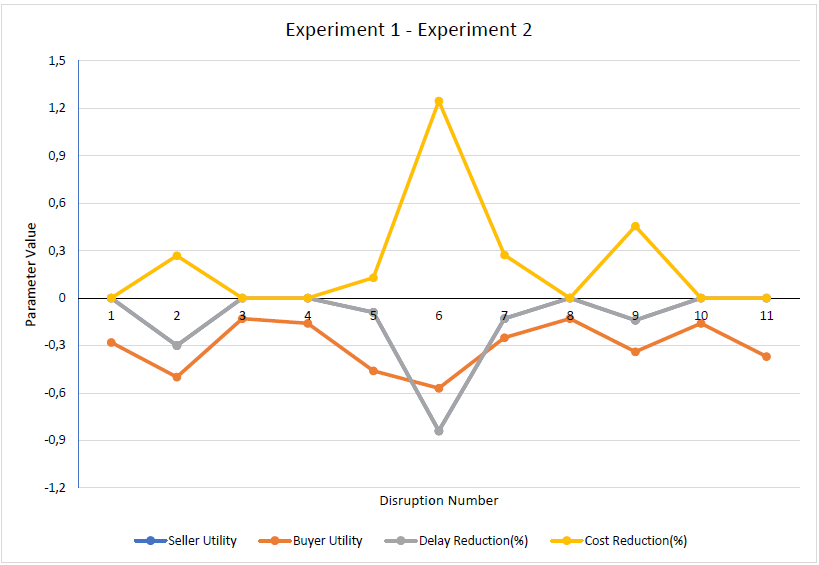 Experiment 1 - Experiment 2
1,5
1,2
0,9
0,6
0,3
0
-0,3
-0,6
-0,9
-1,2
Parameter Value
1 2 3 4 5 6 7 8 9 10 11
Disruption Number
Seller Utility Buyer Utility Delay Reduction(%) Cost Reduction(%)